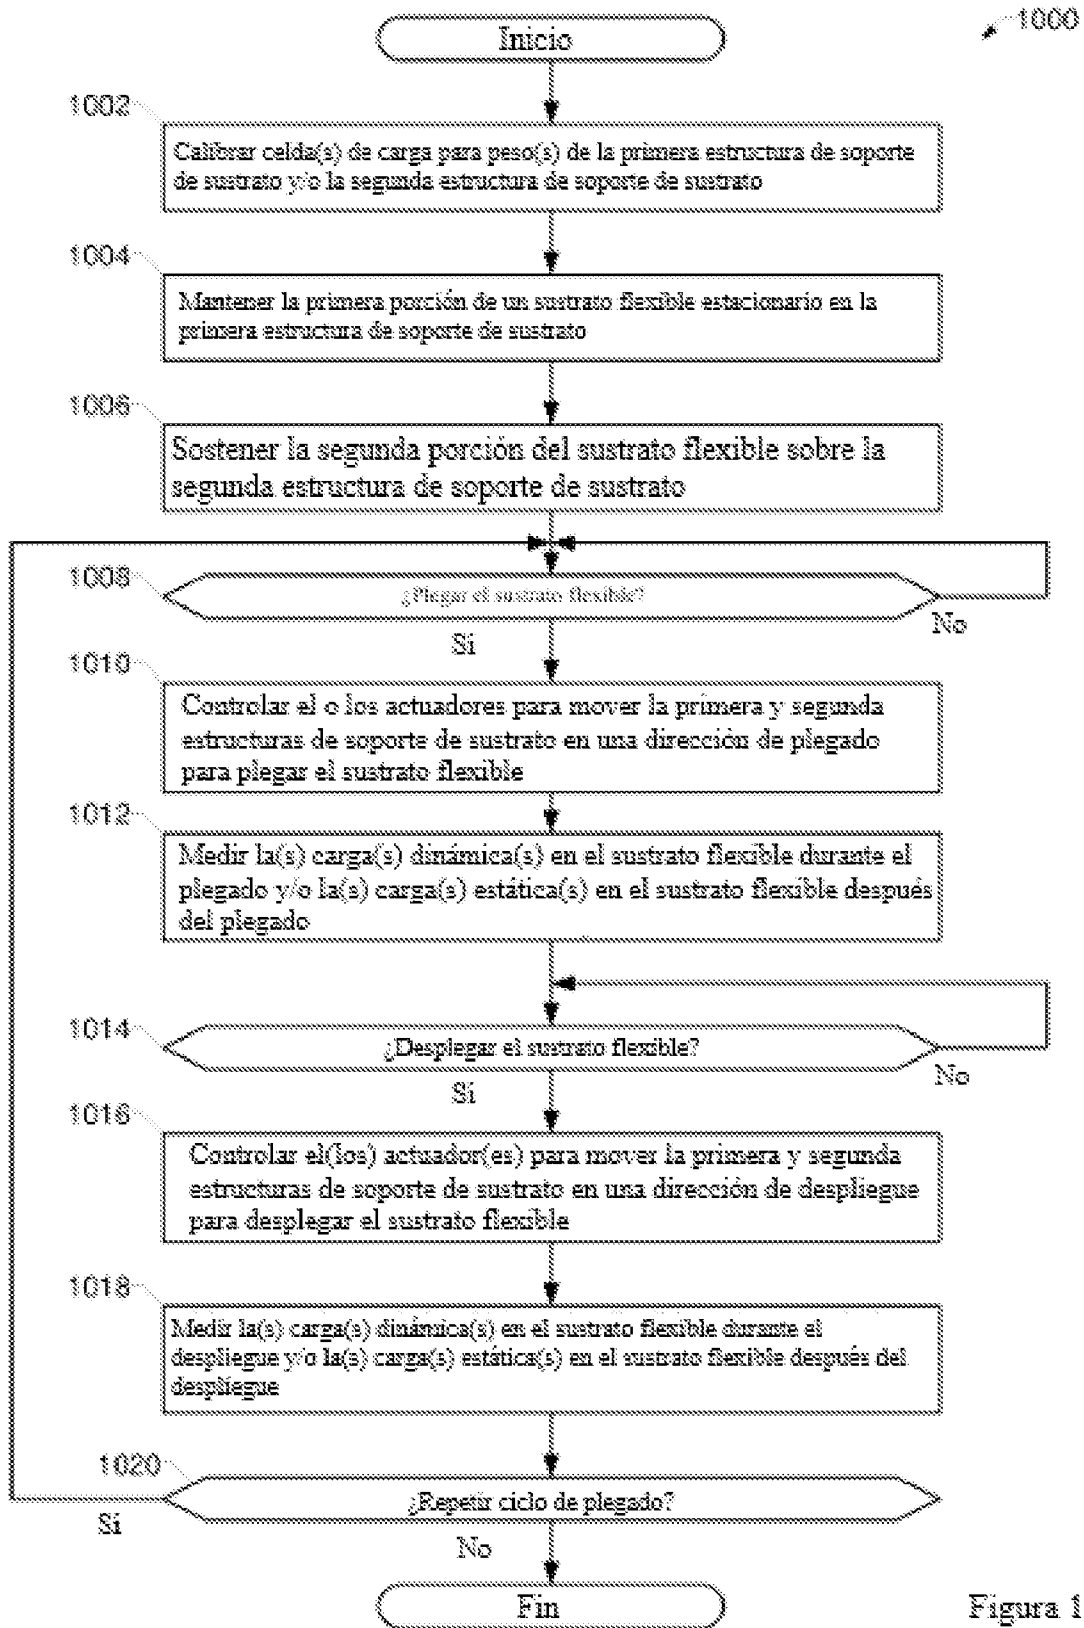 Inicio
1000
1002
Calibrar celda(s) de carga para peso(s) de la primera estructura de soporte
de sustrato y/o la segunda estructura de soporte de sustrato
1004
Mantener la primera porción de un sustrato flexible estacionario en la
primera estructura de soporte de sustrato
1006
Sostener la segunda porción del sustrato flexible sobre la
segunda estructura de soporte de sustrato
1008
¿Plegar el sustrato flexible?
No
Sí
1010
Controlar el o los actuadores para mover la primera y segunda
estructuras de soporte de sustrato en una dirección de plegado
para plegar el sustrato flexible
1012
Medir la(s) carga(s) dinámica(s) en el sustrato flexible durante el
plegado y/o la(s) carga(s) estática(s) en el sustrato flexible después
del plegado
1014
¿Desplegar el sustrato flexible?
No
Sí
1016
Controlar el(los) actuador(es) para mover la primera y segunda
estructuras de soporte de sustrato en una dirección de despliegue
para desplegar el sustrato flexible
1018
Medir la(s) carga(s) dinámica(s) en el sustrato flexible durante el
despliegue y/o la(s) carga(s) estática(s) en el sustrato flexible después del
despliegue
1020
¿Repetir ciclo de plegado?
Sí
No
Fin
Figura 1